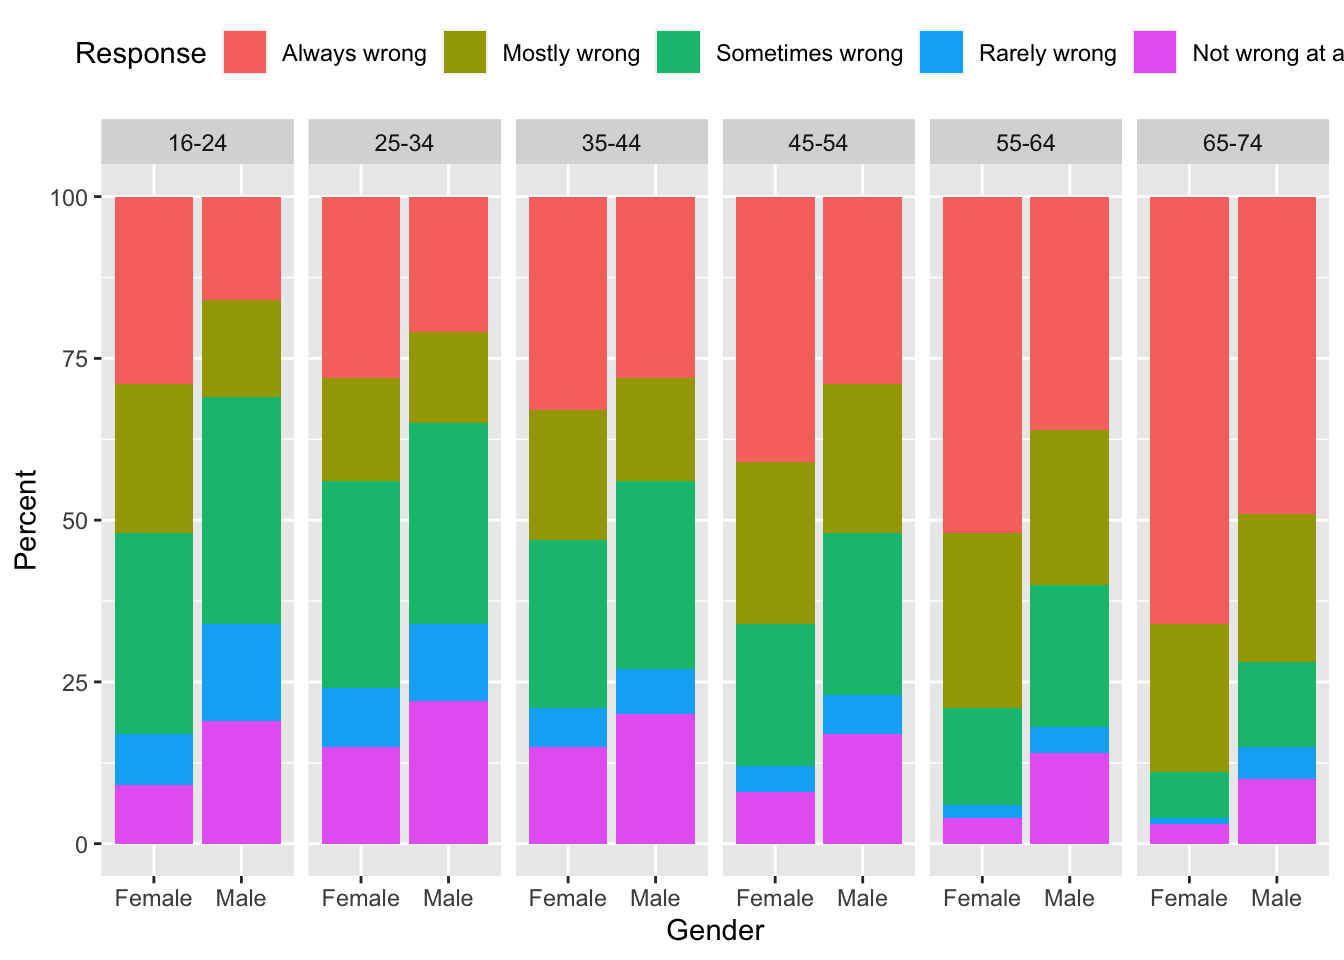 Response Always wrong Mostly wrong Sometimes wrong Rarely wrong Not wrong at a
16-24 25-34 35-44 45-54 55-64 65-74
100
75
50
25
0
Percent
Female Male Female Male Female Male Female Male Female Male Female Male
Gender